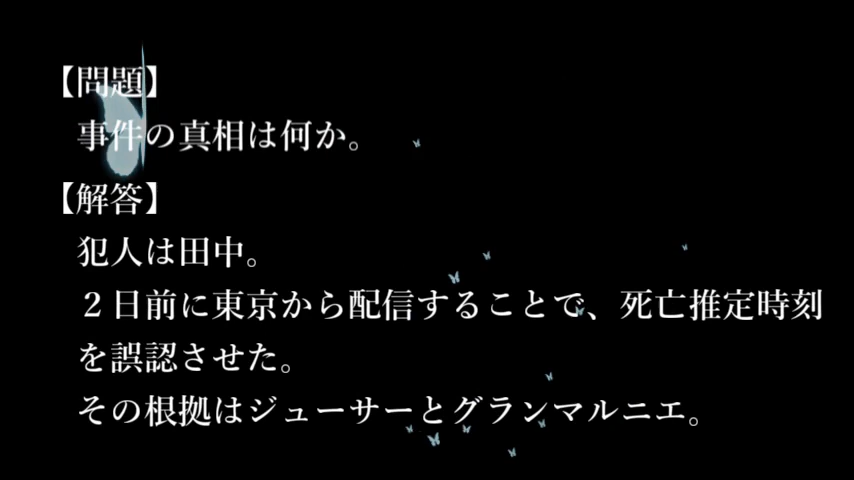 【問題】
事件の真相は何か。
【解答】
犯人は田中。
２日前に東京から配信することで、死亡推定時刻
を誤認させた。
その根拠はジューサーとグランマルニエ。